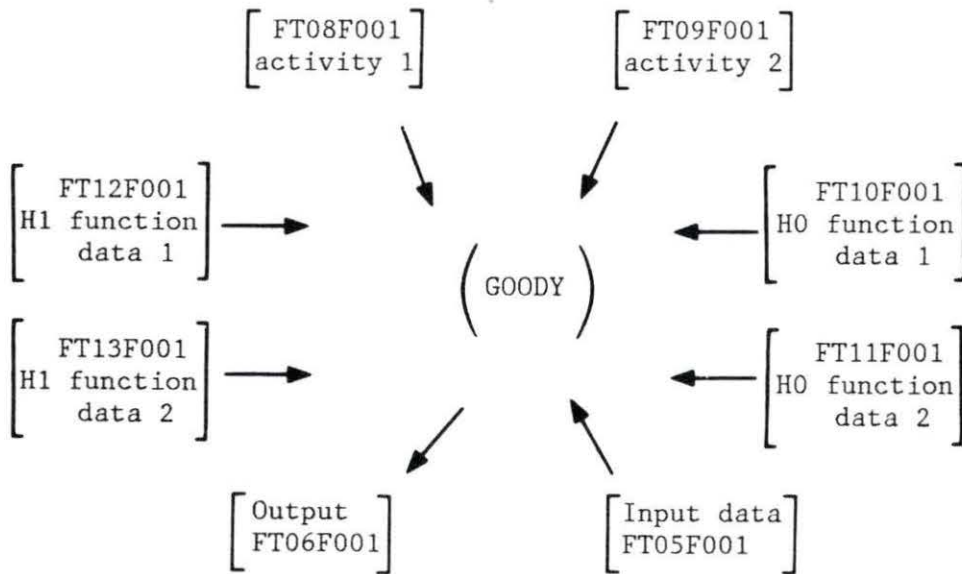 FT08F001
activity 1
FT09F001
activity 2
FT12F001
H1 function
data 1
FT10F001
H0 function
data 1
GOODY
FT13F001
H1 function
data 2
FT11F001
H0 function
data 2
Output
FT06F001
Input data
FT05F001